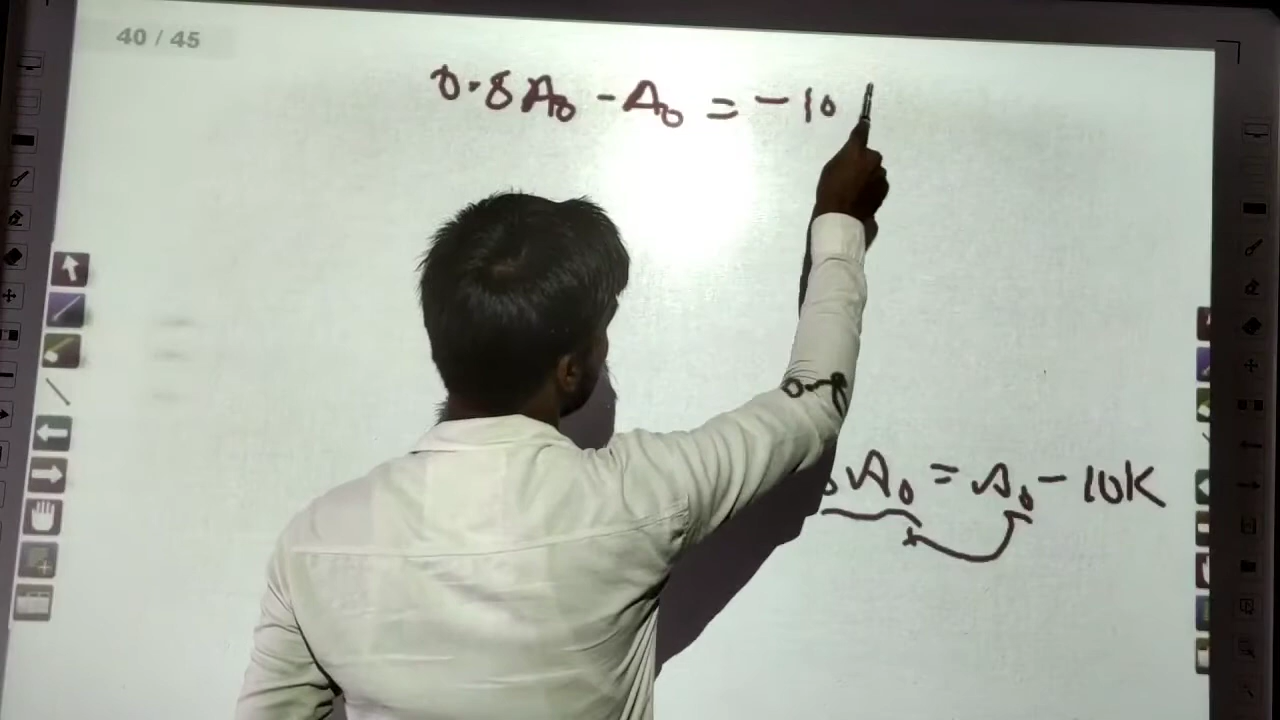 40 / 45
0.8A₀ - A₀ = - 10
A₀ = A₀ - 10K